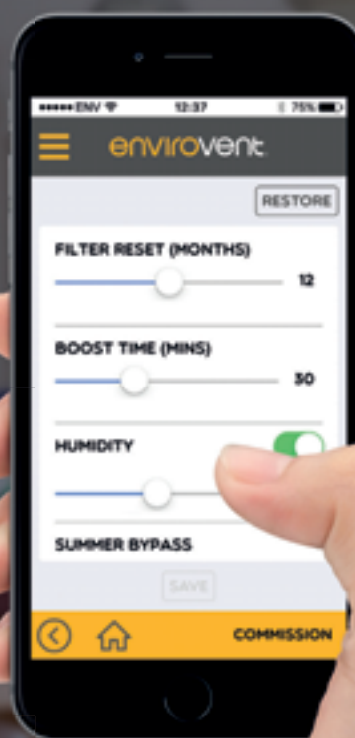 ENV 12:37 75%
envirovent
RESTORE
FILTER RESET (MONTHS)
12
BOOST TIME (MINS)
30
HUMIDITY
SUMMER BYPASS
SAVE
COMMISSION